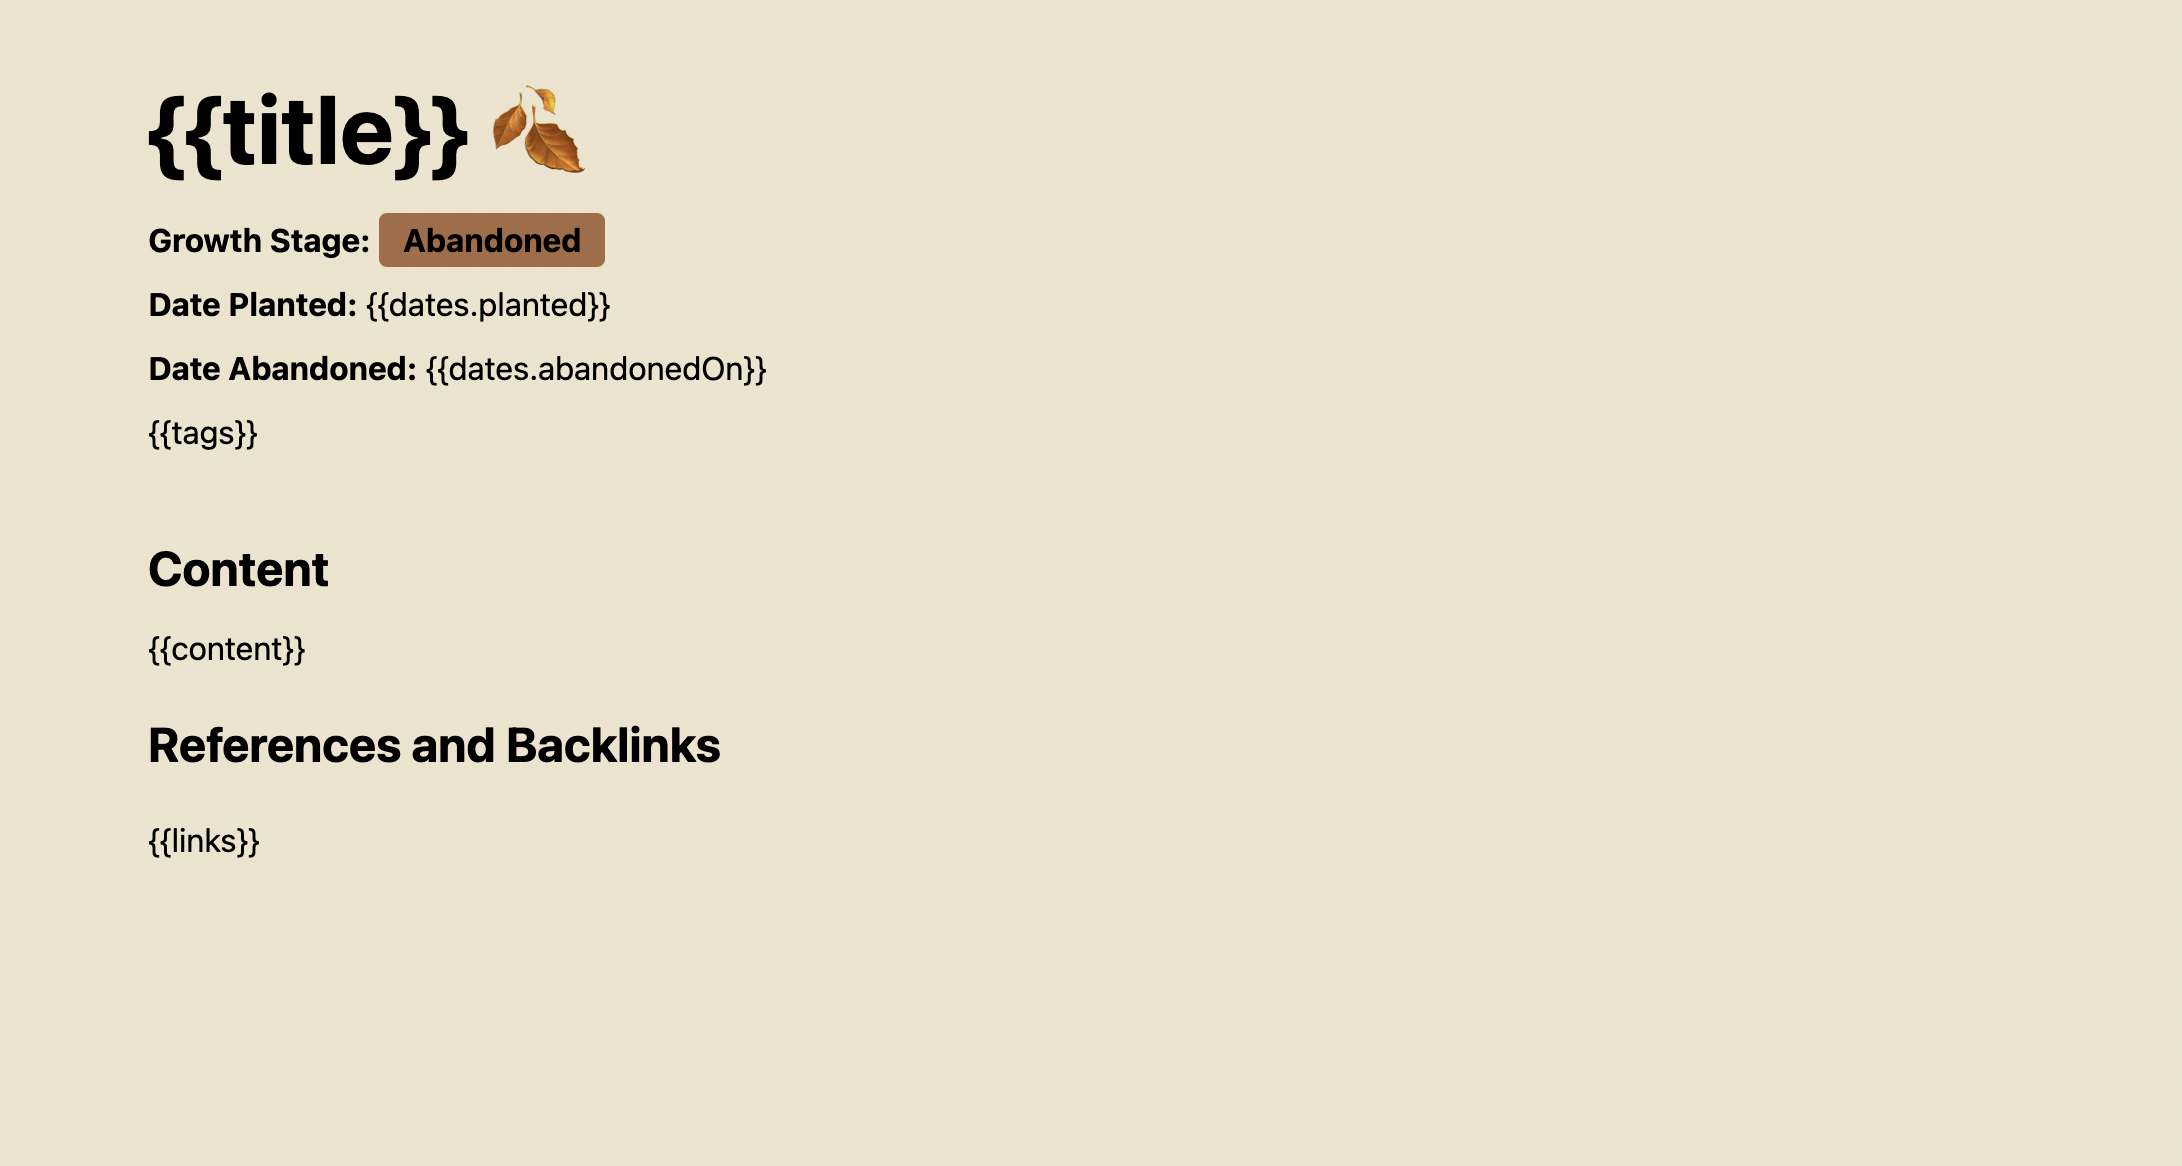 {{title}} 🍂
Growth Stage: Abandoned
Date Planted: {{dates.planted}}
Date Abandoned: {{dates.abandonedOn}}
{{tags}}
Content
{{content}}
References and Backlinks
{{links}}